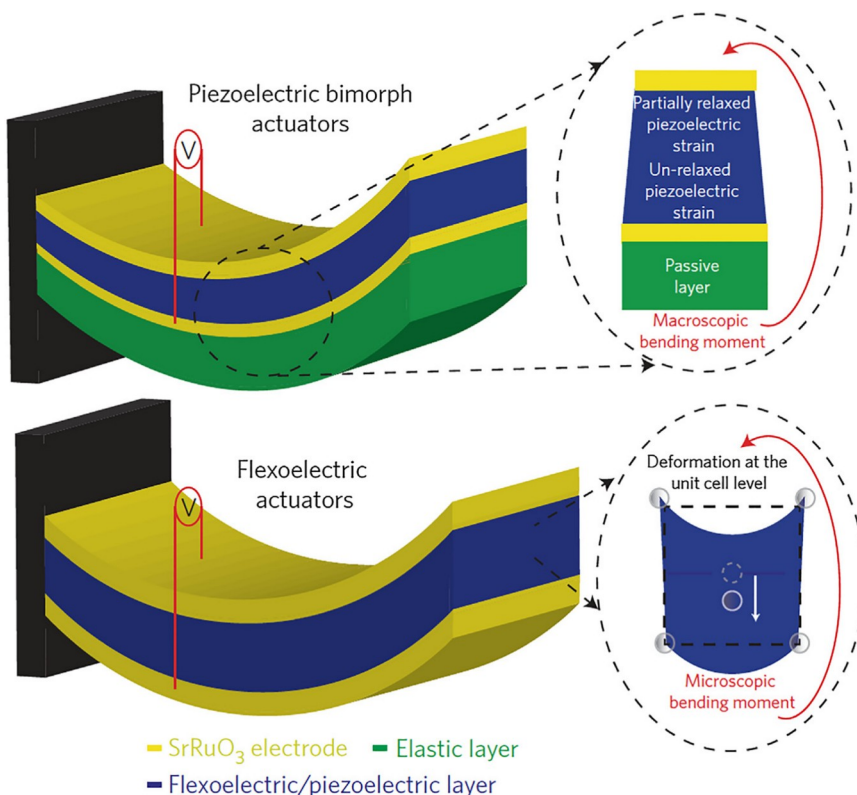 Piezoelectric bimorph
actuators
V
Partially relaxed
piezoelectric
strain
Un-relaxed
piezoelectric
strain
Passive
layer
Macroscopic
bending moment
Flexoelectric
actuators
V
Deformation at the
unit cell level
Microscopic
bending moment
SrRuO₃ electrode
Elastic layer
Flexoelectric/piezoelectric layer